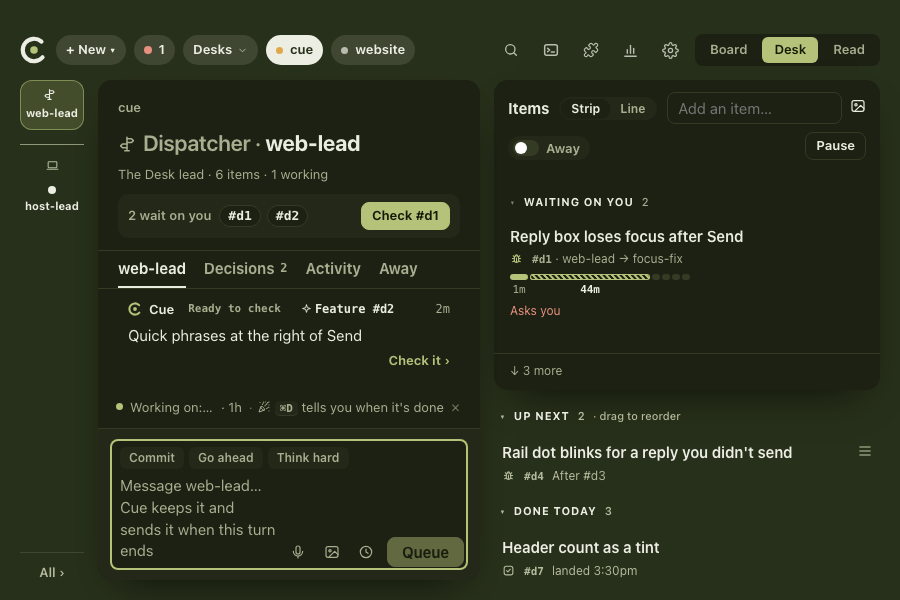 + New ▾
1
Desks
cue
website
Board
Desk
Read
web-lead
host-lead
All ›
cue
Dispatcher · web-lead
The Desk lead · 6 items · 1 working
2 wait on you #d1 #d2 Check #d1
web-lead Decisions 2 Activity Away
Cue Ready to check Feature #d2 2m
Quick phrases at the right of Send
Check it ›
Working on:... · 1h · ⌘D tells you when it's done ×
Commit Go ahead Think hard
Message web-lead...
Cue keeps it and
sends it when this turn
ends
Queue
Items Strip Line Add an item...
Away Pause
WAITING ON YOU 2
Reply box loses focus after Send
#d1 · web-lead → focus-fix
1m 44m
Asks you
↓ 3 more
UP NEXT 2 · drag to reorder
Rail dot blinks for a reply you didn't send
#d4 After #d3
DONE TODAY 3
Header count as a tint
#d7 landed 3:30pm